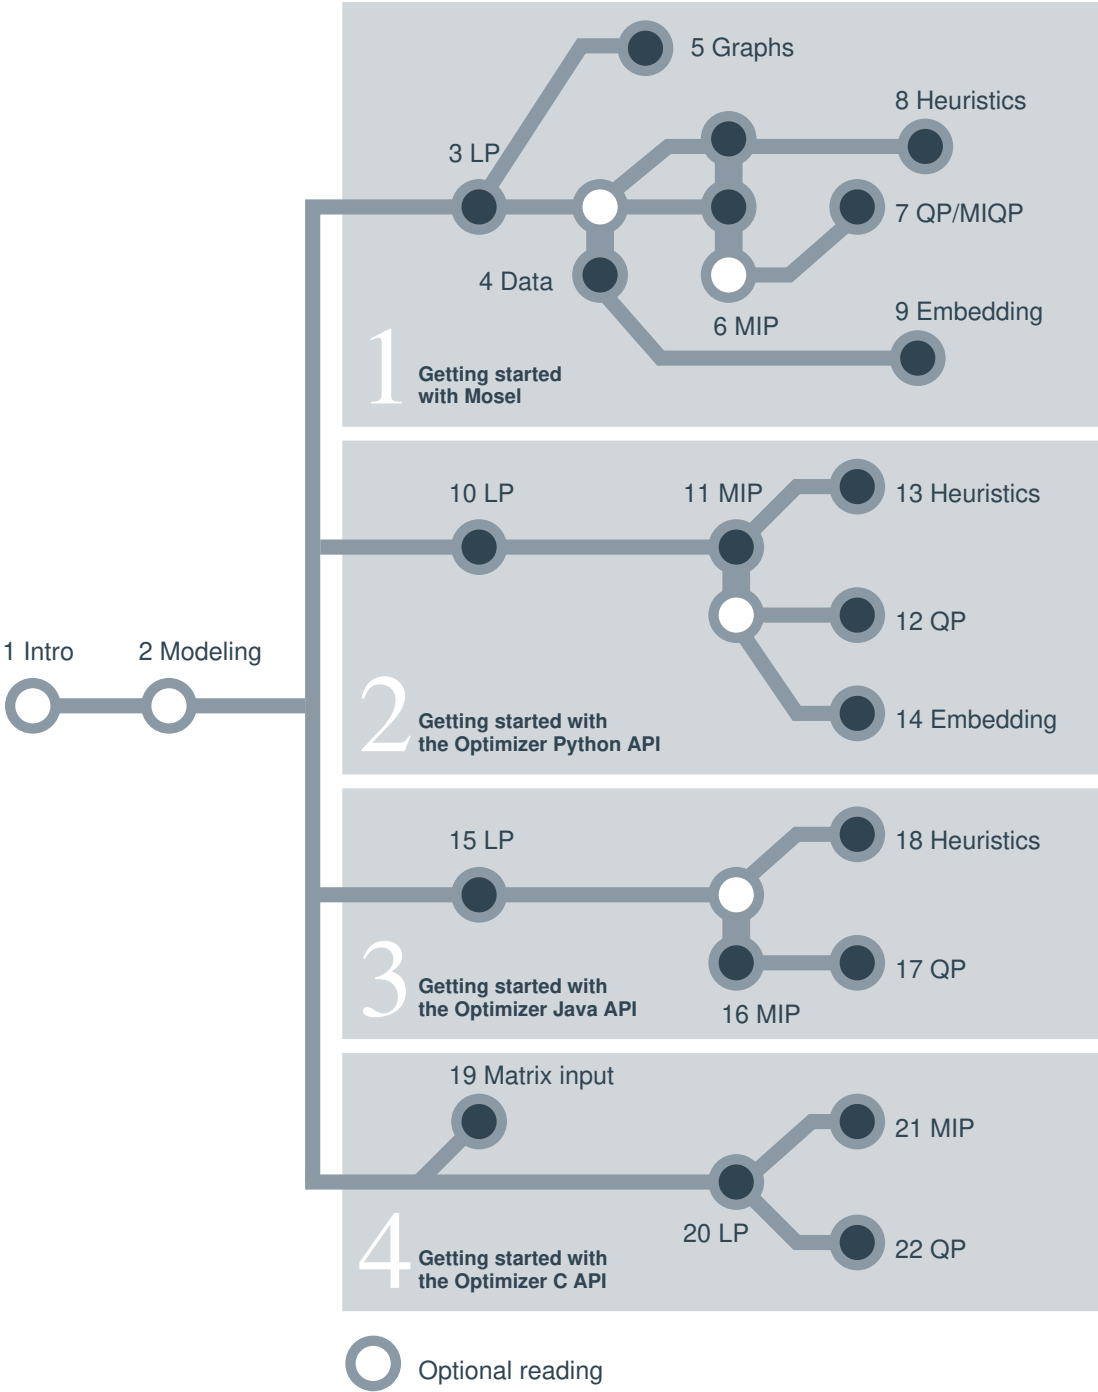 5 Graphs
8 Heuristics
3 LP
7 QP/MIQP
4 Data
9 Embedding
6 MIP
1
Getting started
with Mosel
10 LP
11 MIP
13 Heuristics
12 QP
1 Intro
2 Modeling
2
Getting started with
the Optimizer Python API
14 Embedding
15 LP
18 Heuristics
17 QP
3
Getting started with
the Optimizer Java API
16 MIP
19 Matrix input
21 MIP
20 LP
22 QP
4
Getting started with
the Optimizer C API
Optional reading